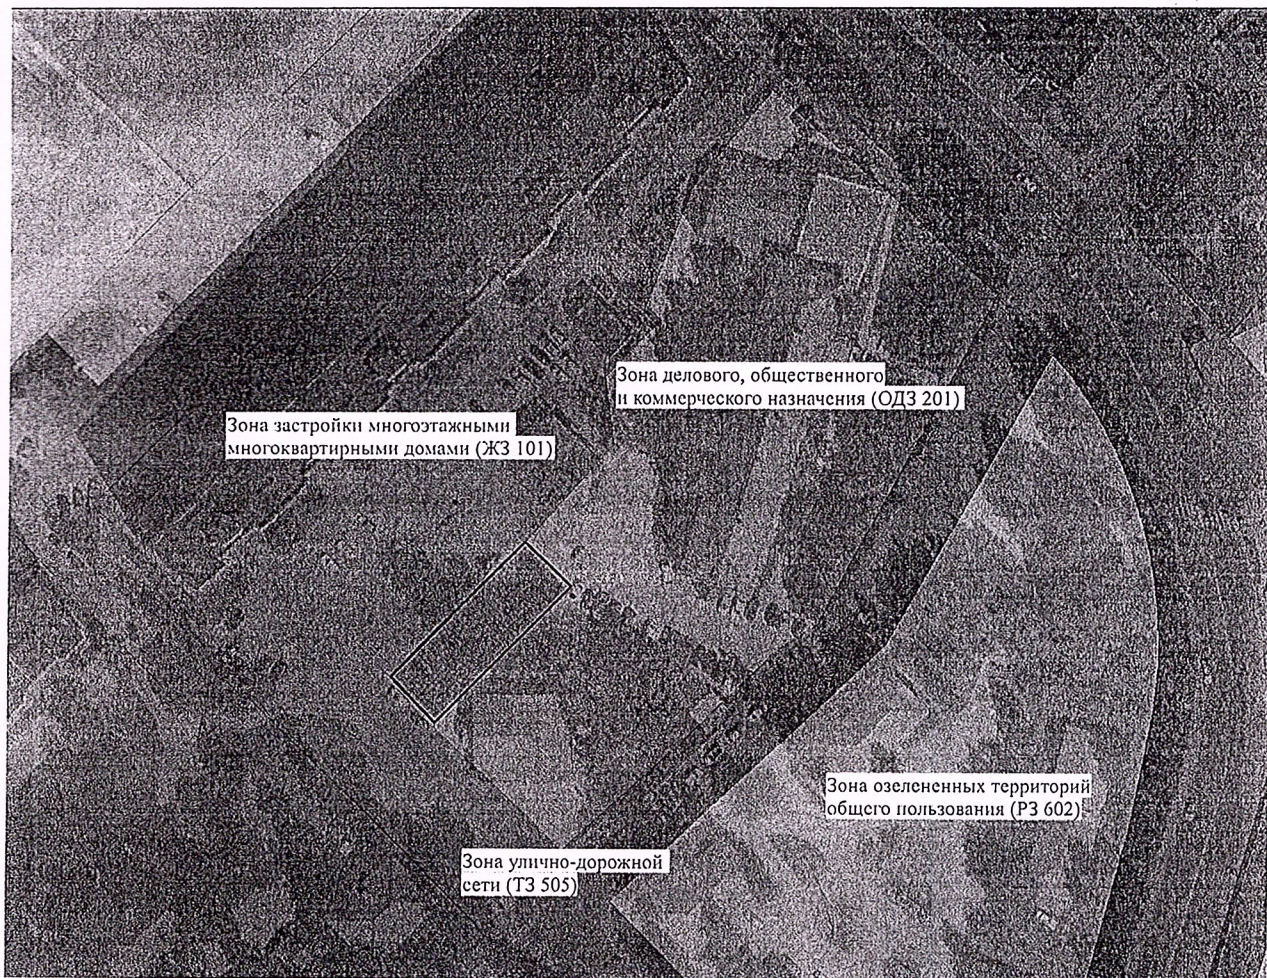 Зона делового, общественного
и коммерческого назначения (ОДЗ 201)
Зона застройки многоэтажными
многоквартирными домами (ЖЗ 101)
Зона озелененных территорий
общего пользования (РЗ 602)
Зона улично-дорожной
сети (ТЗ 505)